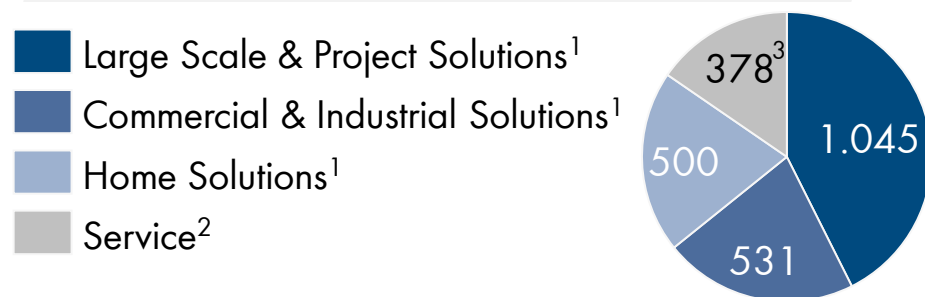 Large Scale & Project Solutions¹
Commercial & Industrial Solutions¹
Home Solutions¹
Service²
378³
1.045
500
531